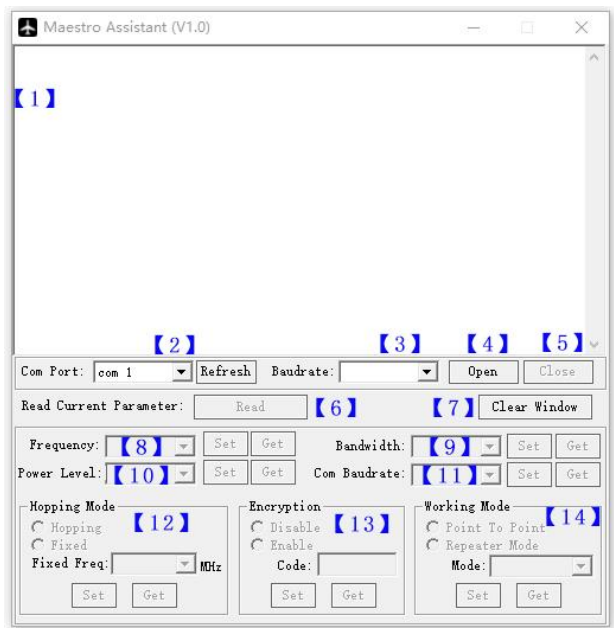 Maestro Assistant (V1.0)
【1】
【2】 【3】 【4】 【5】
Com Port: com 1 Refresh Baudrate: Open Close
Read Current Parameter: Read 【6】 【7】 Clear Window
Frequency: 【8】 Set Get Bandwidth: 【9】 Set Get
Power Level: 【10】 Set Get Com Baudrate: 【11】 Set Get
Hopping Mode Encryption Working Mode
Hopping 【12】 Disable 【13】 Point To Point 【14】
Fixed Enable Repeater Mode
Fixed Freq: MHz Code: Mode:
Set Get Set Get Set Get